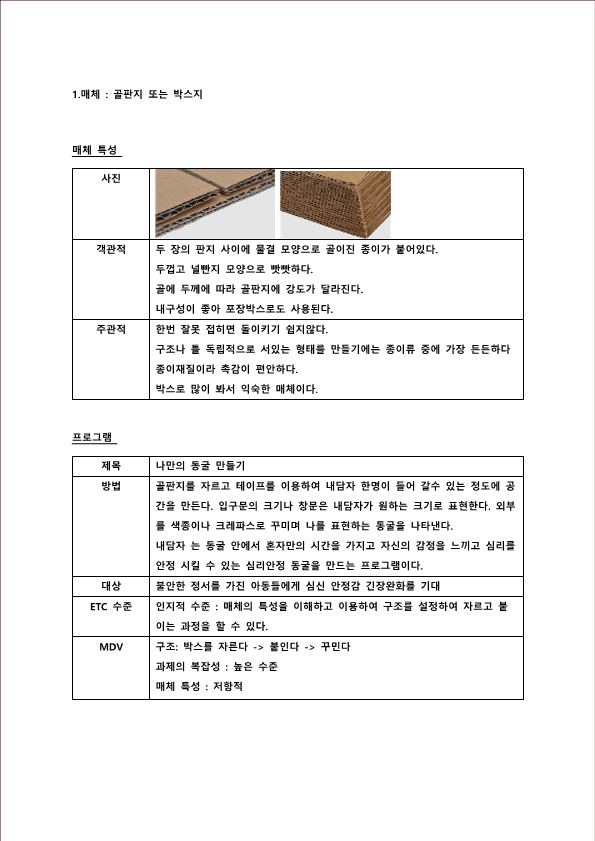 1.매체 : 골판지 또는 박스지
매체 특성
사진
객관적
두 장의 판지 사이에 물결 모양으로 골이진 종이가 붙어있다.
두껍고 널빤지 모양으로 빳빳하다.
골에 두께에 따라 골판지에 강도가 달라진다.
내구성이 좋아 포장박스로도 사용된다.
주관적
한번 잘못 접히면 돌이키기 쉽지않다.
구조나 틀 독립적으로 서있는 형태를 만들기에는 종이류 중에 가장 든든하다
종이재질이라 촉감이 편안하다.
박스로 많이 봐서 익숙한 매체이다.
프로그램
제목
나만의 동굴 만들기
방법
골판지를 자르고 테이프를 이용하여 내담자 한명이 들어 갈수 있는 정도에 공
간을 만든다. 입구문의 크기나 창문은 내담자가 원하는 크기로 표현한다. 외부
를 색종이나 크레파스로 꾸미며 나를 표현하는 동굴을 나타낸다.
내담자 는 동굴 안에서 혼자만의 시간을 가지고 자신의 감정을 느끼고 심리를
안정 시킬 수 있는 심리안정 동굴을 만드는 프로그램이다.
대상
불안한 정서를 가진 아동들에게 심신 안정감 긴장완화를 기대
ETC 수준
인지적 수준 : 매체의 특성을 이해하고 이용하여 구조를 설정하여 자르고 붙
이는 과정을 할 수 있다.
MDV
구조: 박스를 자른다 -> 붙인다 -> 꾸민다
과제의 복잡성 : 높은 수준
매체 특성 : 저항적